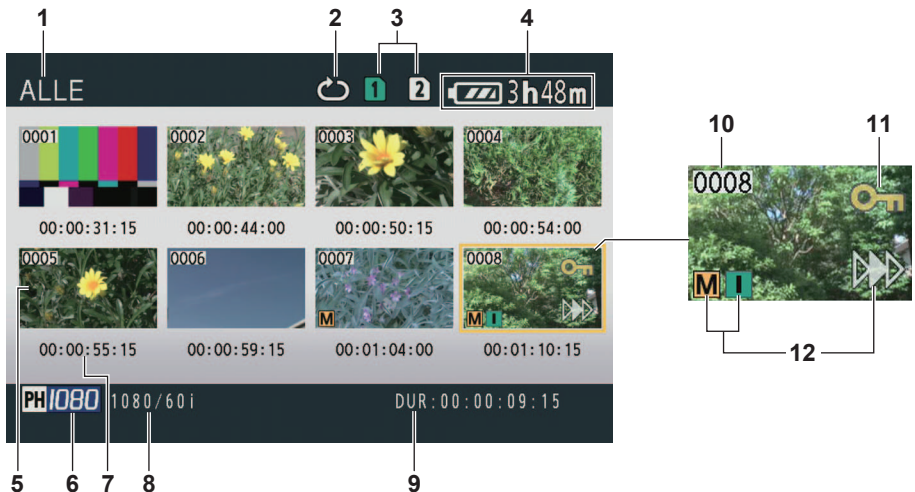 1 2 3 4
ALLE 1 2 3h48m
10 11
0001 0002 0003 0004
0008
00:00:31:15 00:00:44:00 00:00:50:15 00:00:54:00
0005 0006 0007 0008
M M I
M I
12
00:00:55:15 00:00:59:15 00:01:04:00 00:01:10:15
PH 1080 1080/60i DUR:00:00:09:15
5 6 7 8 9